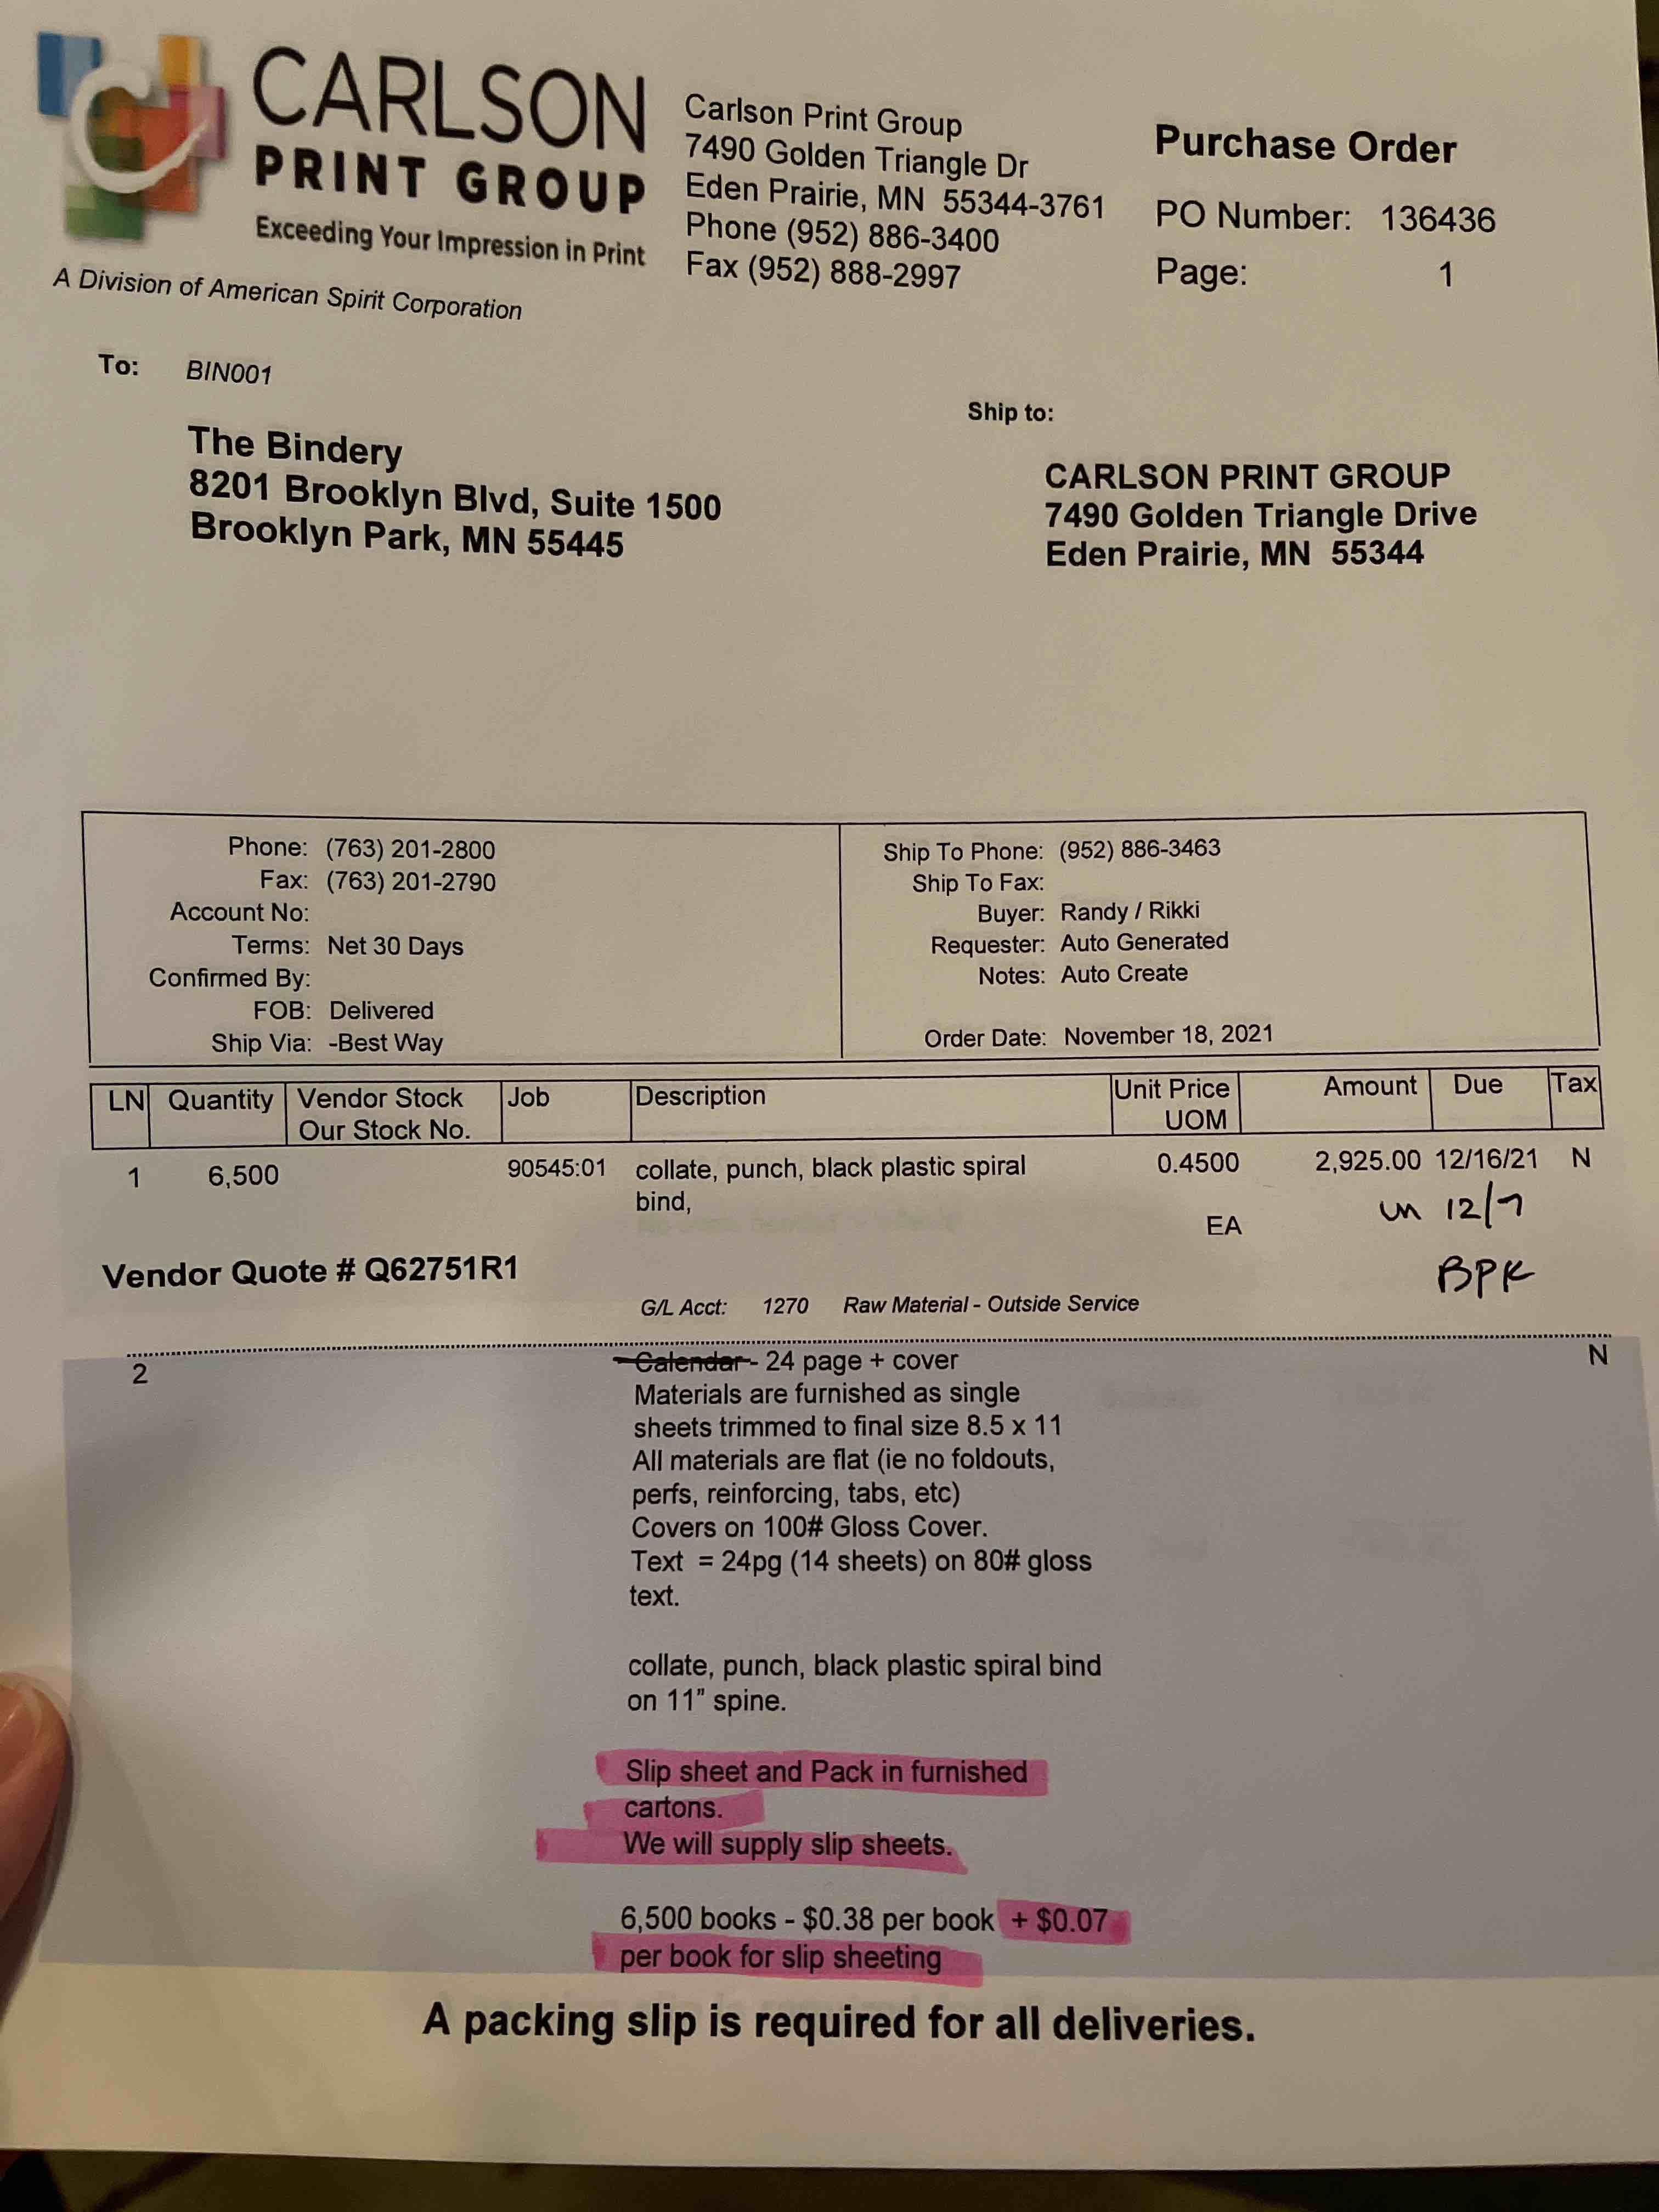 CARLSON
PRINT GROUP
Exceeding Your Impression in Print
A Division of American Spirit Corporation
Carlson Print Group
7490 Golden Triangle Dr
Eden Prairie, MN 55344-3761
Phone (952) 886-3400
Fax (952) 888-2997
Purchase Order
PO Number: 136436
Page: 1
To: BIN001
The Bindery
8201 Brooklyn Blvd, Suite 1500
Brooklyn Park, MN 55445
Ship to:
CARLSON PRINT GROUP
7490 Golden Triangle Drive
Eden Prairie, MN 55344
Phone: (763) 201-2800
Fax: (763) 201-2790
Account No:
Terms: Net 30 Days
Confirmed By:
FOB: Delivered
Ship Via: -Best Way
Ship To Phone: (952) 886-3463
Ship To Fax:
Buyer: Randy / Rikki
Requester: Auto Generated
Notes: Auto Create
Order Date: November 18, 2021
LN Quantity Vendor Stock Job Description Unit Price Amount Due Tax
Our Stock No. UOM
1 6,500 90545:01 collate, punch, black plastic spiral 0.4500 2,925.00 12/16/21 N
bind,
EA
12/7
BPK
Vendor Quote # Q62751R1
G/L Acct: 1270 Raw Material - Outside Service
2 Calendar - 24 page + cover N
Materials are furnished as single
sheets trimmed to final size 8.5 x 11
All materials are flat (ie no foldouts,
perfs, reinforcing, tabs, etc)
Covers on 100# Gloss Cover.
Text = 24pg (14 sheets) on 80# gloss
text.
collate, punch, black plastic spiral bind
on 11" spine.
Slip sheet and Pack in furnished
cartons.
We will supply slip sheets.
6,500 books - $0.38 per book + $0.07
per book for slip sheeting
A packing slip is required for all deliveries.